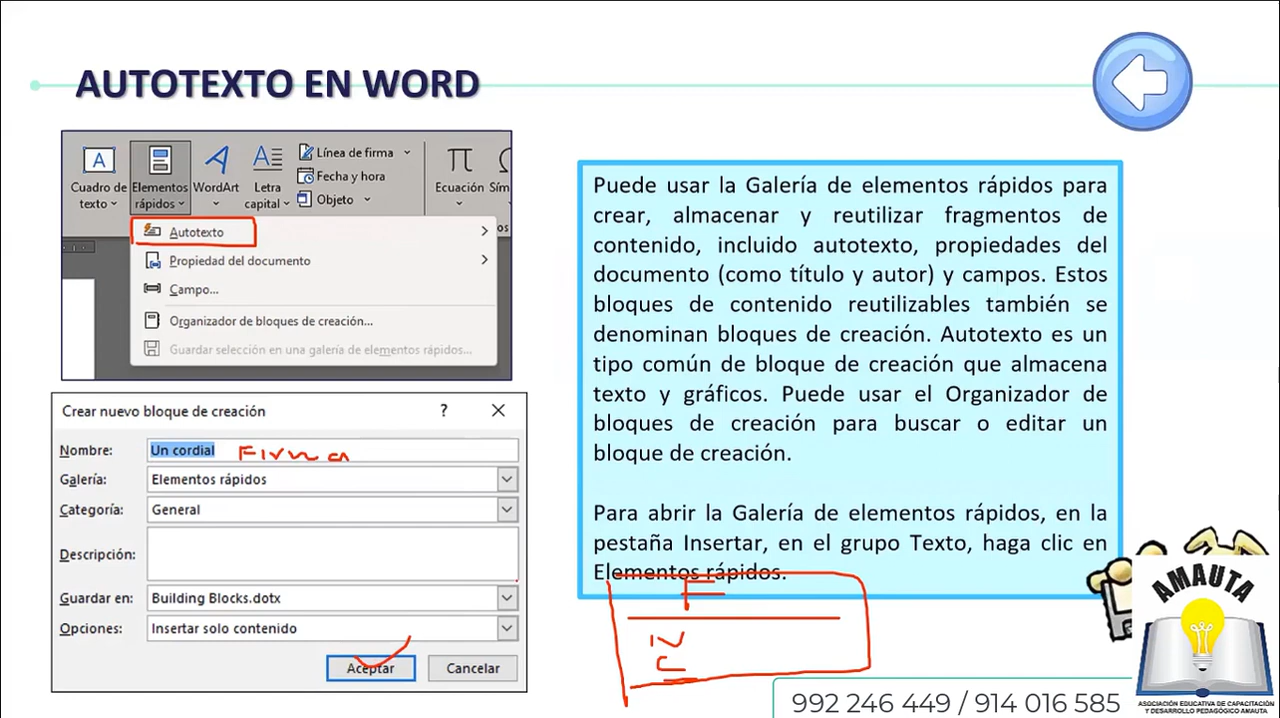 AUTOTEXTO EN WORD
Cuadro de texto
Elementos rápidos
WordArt
Letra capital
Línea de firma
Fecha y hora
Objeto
Ecuación
Sím
os
Autotexto
Propiedad del documento
Campo...
Organizador de bloques de creación...
Guardar selección en una galería de elementos rápidos...
Crear nuevo bloque de creación ?
Nombre: Un cordial Firma
Galería: Elementos rápidos
Categoría: General
Descripción:
Guardar en: Building Blocks.dotx
Opciones: Insertar solo contenido
Aceptar Cancelar
Puede usar la Galería de elementos rápidos para
crear, almacenar y reutilizar fragmentos de
contenido, incluido autotexto, propiedades del
documento (como título y autor) y campos. Estos
bloques de contenido reutilizables también se
denominan bloques de creación. Autotexto es un
tipo común de bloque de creación que almacena
texto y gráficos. Puede usar el Organizador de
bloques de creación para buscar o editar un
bloque de creación.
Para abrir la Galería de elementos rápidos, en la
pestaña Insertar, en el grupo Texto, haga clic en
Elementos rápidos.
F
N
C
992 246 449 / 914 016 585
AMAUTA
ASOCIACIÓN EDUCATIVA DE CAPACITACIÓN
Y DESARROLLO PEDAGÓGICO AMAUTA